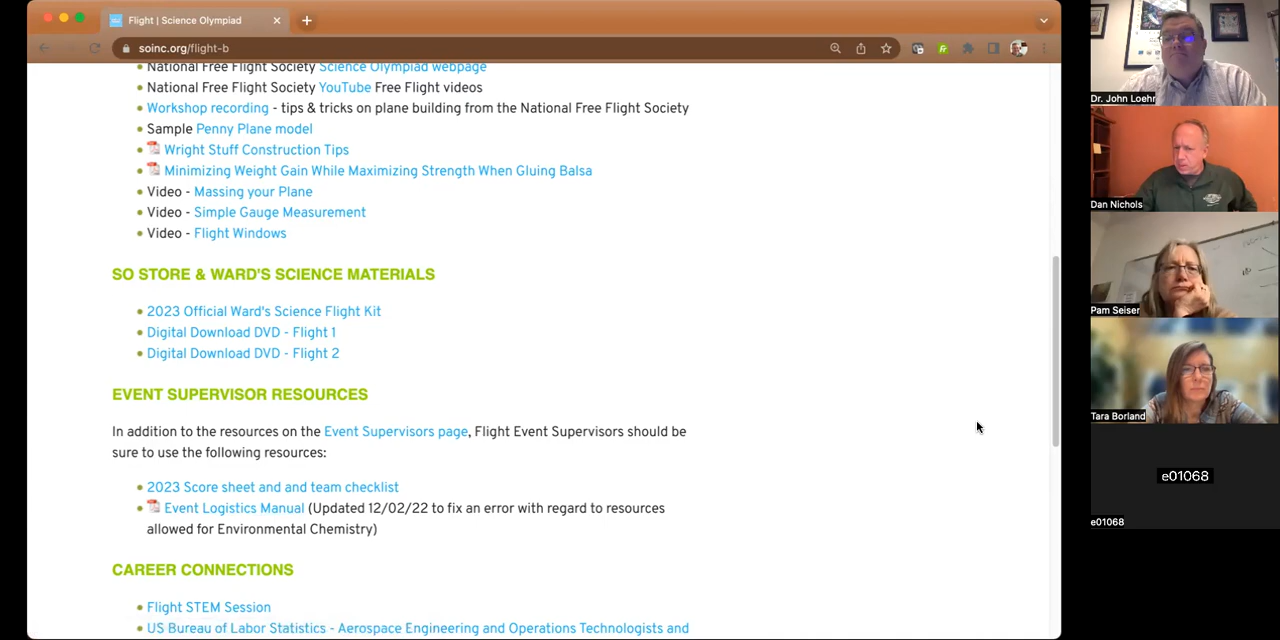 Flight | Science Olympiad
soinc.org/flight-b
National Free Flight Society Science Olympiad webpage
National Free Flight Society YouTube Free Flight videos
Workshop recording - tips & tricks on plane building from the National Free Flight Society
Sample Penny Plane model
Wright Stuff Construction Tips
Minimizing Weight Gain While Maximizing Strength When Gluing Balsa
Video - Massing your Plane
Video - Simple Gauge Measurement
Video - Flight Windows
SO STORE & WARD'S SCIENCE MATERIALS
2023 Official Ward's Science Flight Kit
Digital Download DVD - Flight 1
Digital Download DVD - Flight 2
EVENT SUPERVISOR RESOURCES
In addition to the resources on the Event Supervisors page, Flight Event Supervisors should be
sure to use the following resources:
2023 Score sheet and and team checklist
Event Logistics Manual (Updated 12/02/22 to fix an error with regard to resources
allowed for Environmental Chemistry)
CAREER CONNECTIONS
Flight STEM Session
US Bureau of Labor Statistics - Aerospace Engineering and Operations Technologists and
Dr. John Loehr
Dan Nichols
Pam Seiser
Tara Borland
e01068
e01068